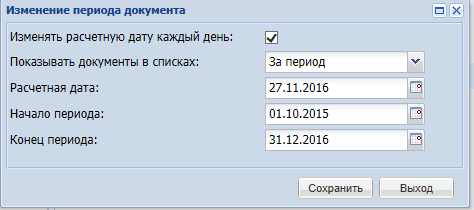 Изменение периода документа
Изменять расчетную дату каждый день:
Показывать документы в списках: За период
Расчетная дата: 27.11.2016
Начало периода: 01.10.2015
Конец периода: 31.12.2016
Сохранить Выход